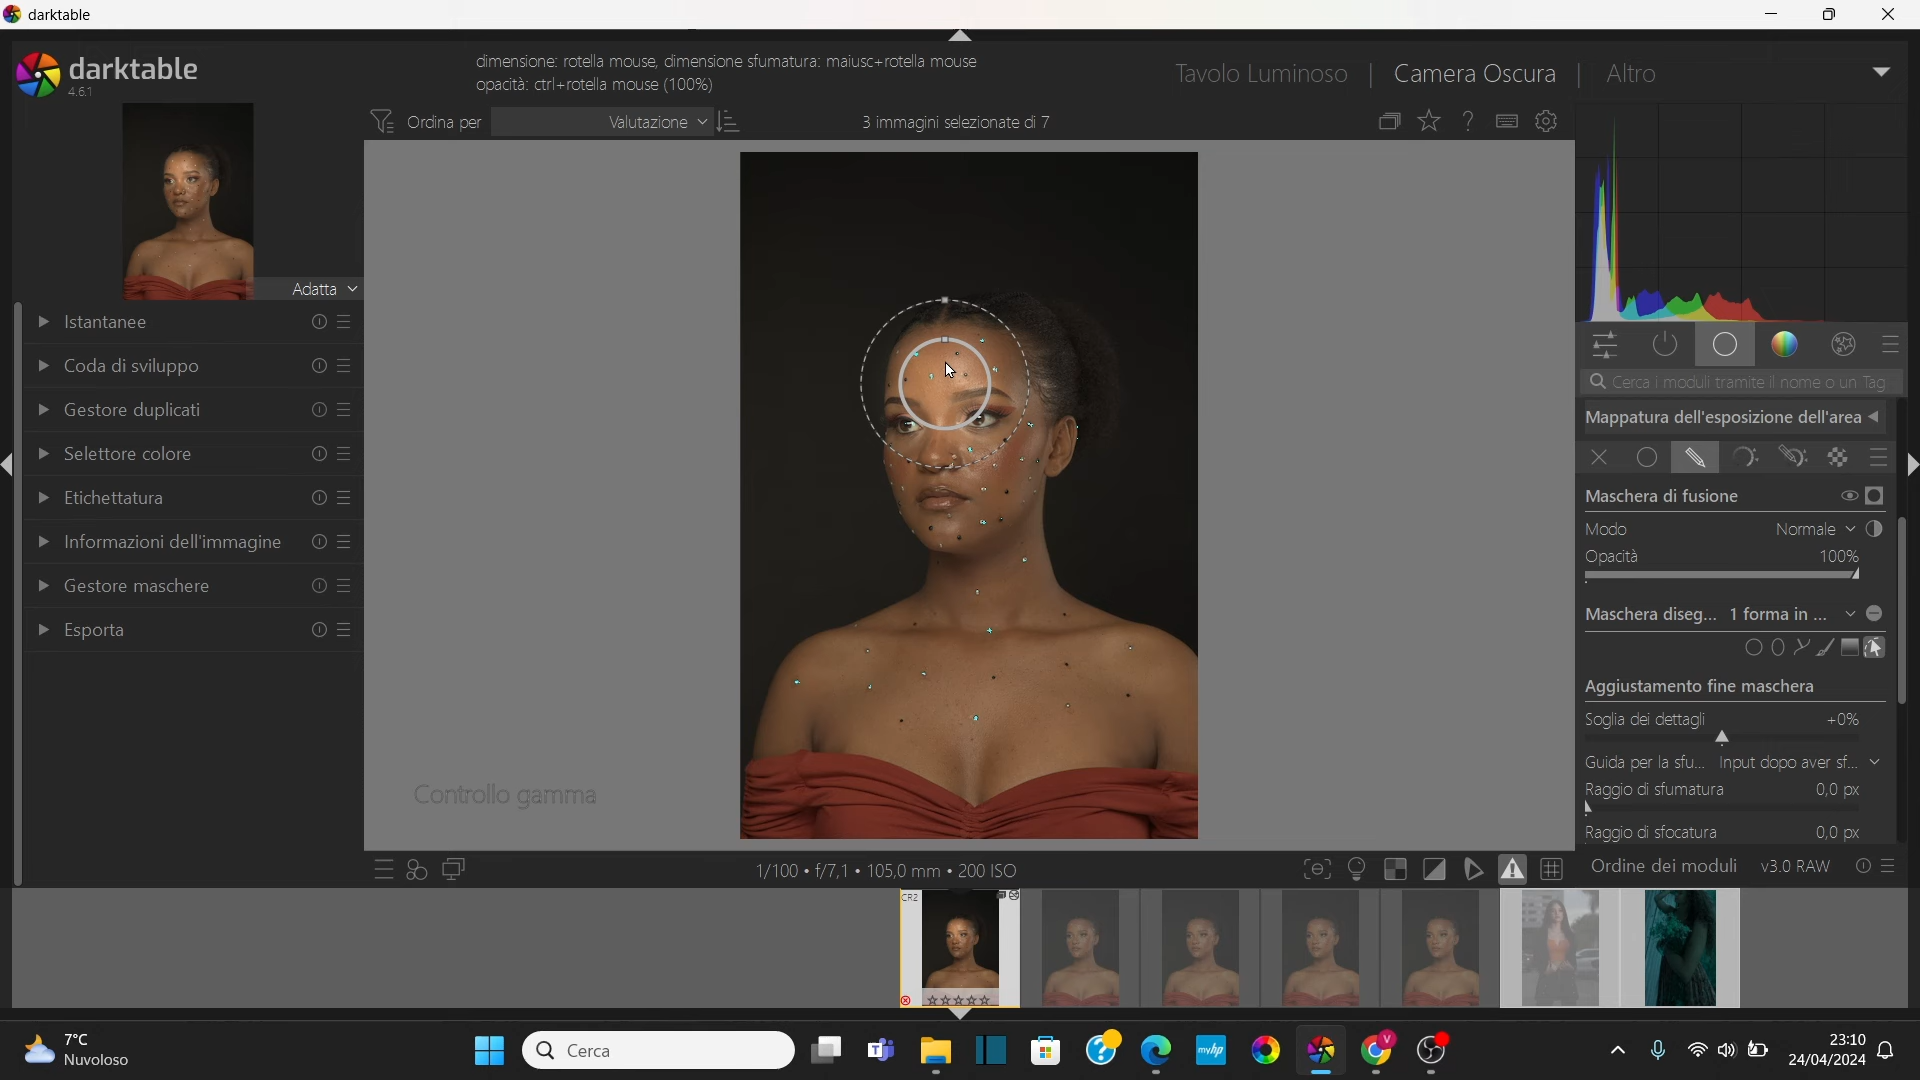 darktable
darktable
4.6.1
dimensione: rotella mouse, dimensione sfumatura: maiusc+rotella mouse
opacità: ctrl+rotella mouse (100%)
Tavolo Luminoso | Camera Oscura | Altro
Ordina per Valutazione
3 immagini selezionate di 7
Adatta
Istantanee
Coda di sviluppo
Gestore duplicati
Selettore colore
Etichettatura
Informazioni dell'immagine
Gestore maschere
Esporta
Controllo gamma
Cerca i moduli tramite il nome o un Tag
Mappatura dell'esposizione dell'area
Maschera di fusione
Modo Normale
Opacità 100%
Maschera diseg... 1 forma in ...
Aggiustamento fine maschera
Soglia dei dettagli +0%
Guida per la sfu... Input dopo aver sf...
Raggio di sfumatura 0,0 px
Raggio di sfocatura 0,0 px
1/100 • f/7,1 • 105,0 mm • 200 ISO
Ordine dei moduli v3.0 RAW
CR2
7°C
Nuvoloso
Cerca
myhp
V
23:10
24/04/2024